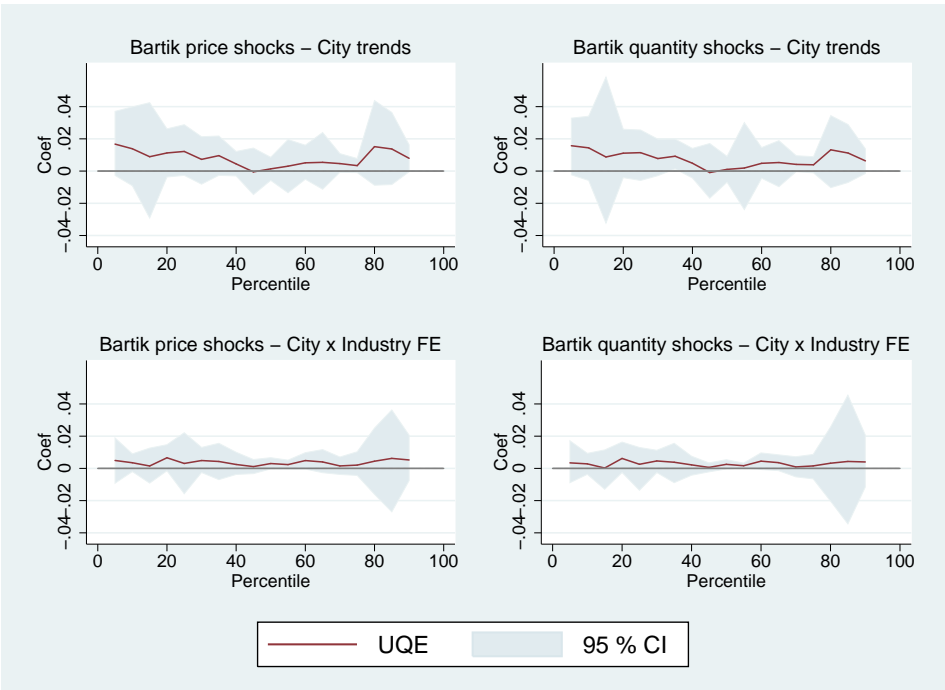 Bartik price shocks – City trends
Coef
–.04–.02 0 .02 .04
0 20 40 60 80 100
Percentile
Bartik quantity shocks – City trends
Coef
–.04–.02 0 .02 .04
0 20 40 60 80 100
Percentile
Bartik price shocks – City x Industry FE
Coef
–.04–.02 0 .02 .04
0 20 40 60 80 100
Percentile
Bartik quantity shocks – City x Industry FE
Coef
–.04–.02 0 .02 .04
0 20 40 60 80 100
Percentile
UQE 95 % CI